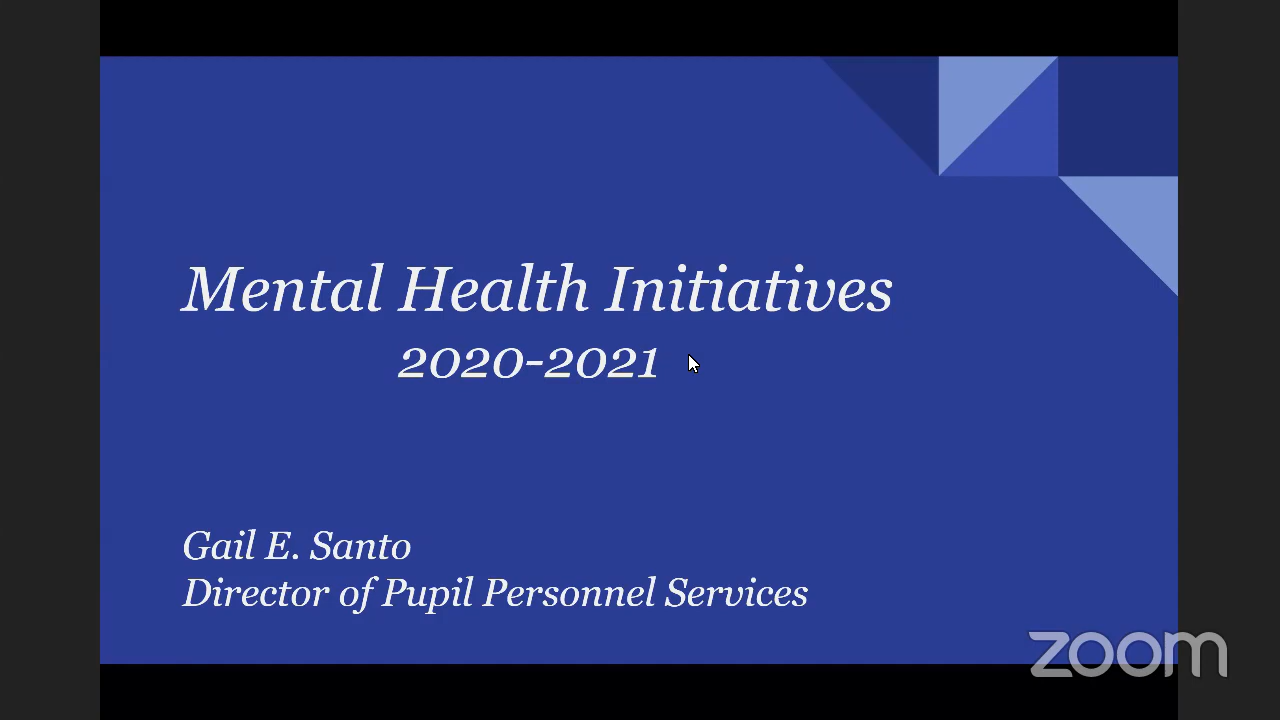 Mental Health Initiatives
2020-2021
Gail E. Santo
Director of Pupil Personnel Services
zoom